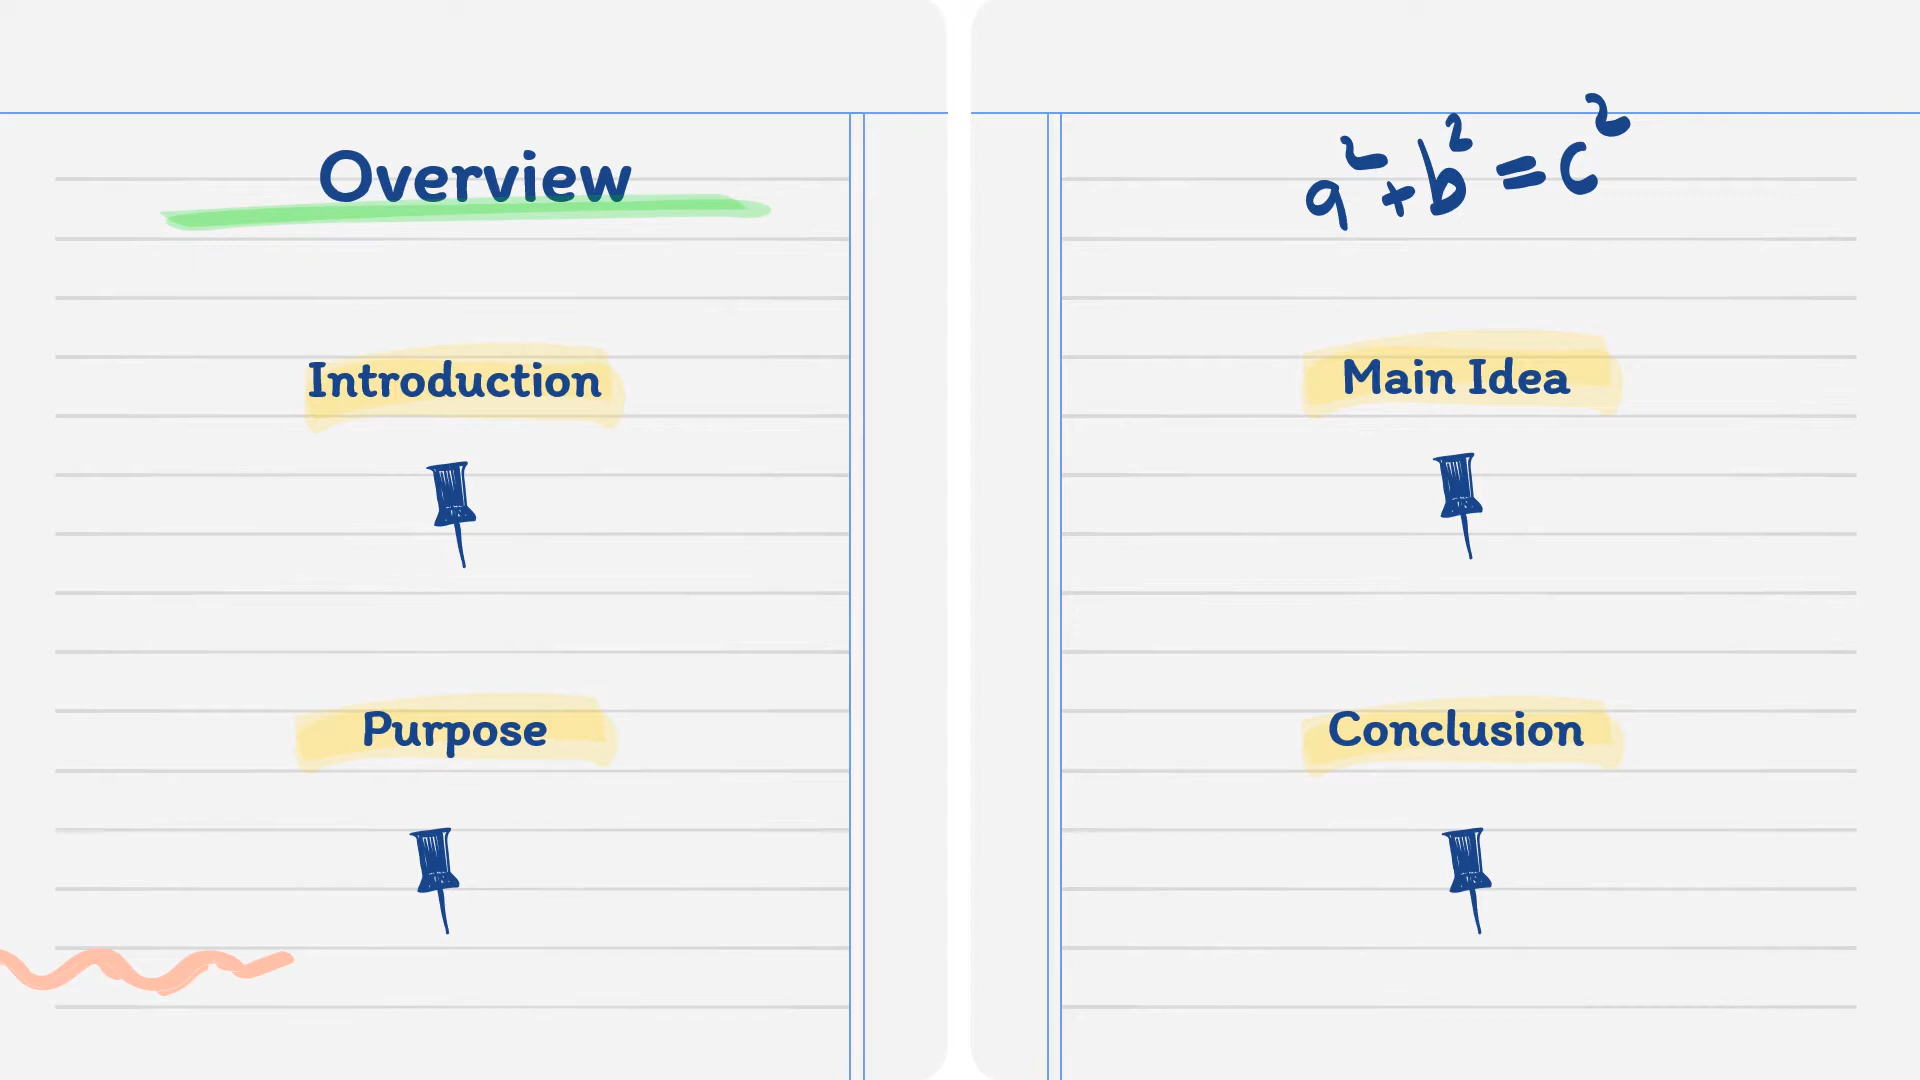 Overview
Introduction
Purpose
a²+b²=c²
Main Idea
Conclusion